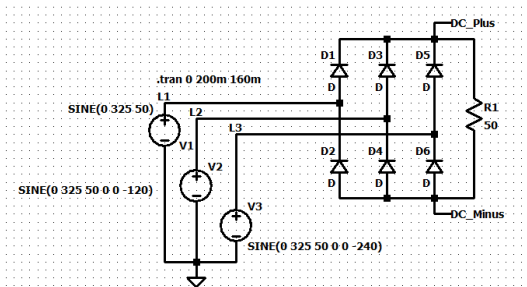 DC_Plus
D1
D3
D5
D
D
D
.tran 0 200m 160m
L1
SINE(0 325 50)
L2
R1
50
L3
V1
D2
D4
D6
V2
D
D
D
SINE(0 325 50 0 0 -120)
V3
DC_Minus
SINE(0 325 50 0 0 -240)